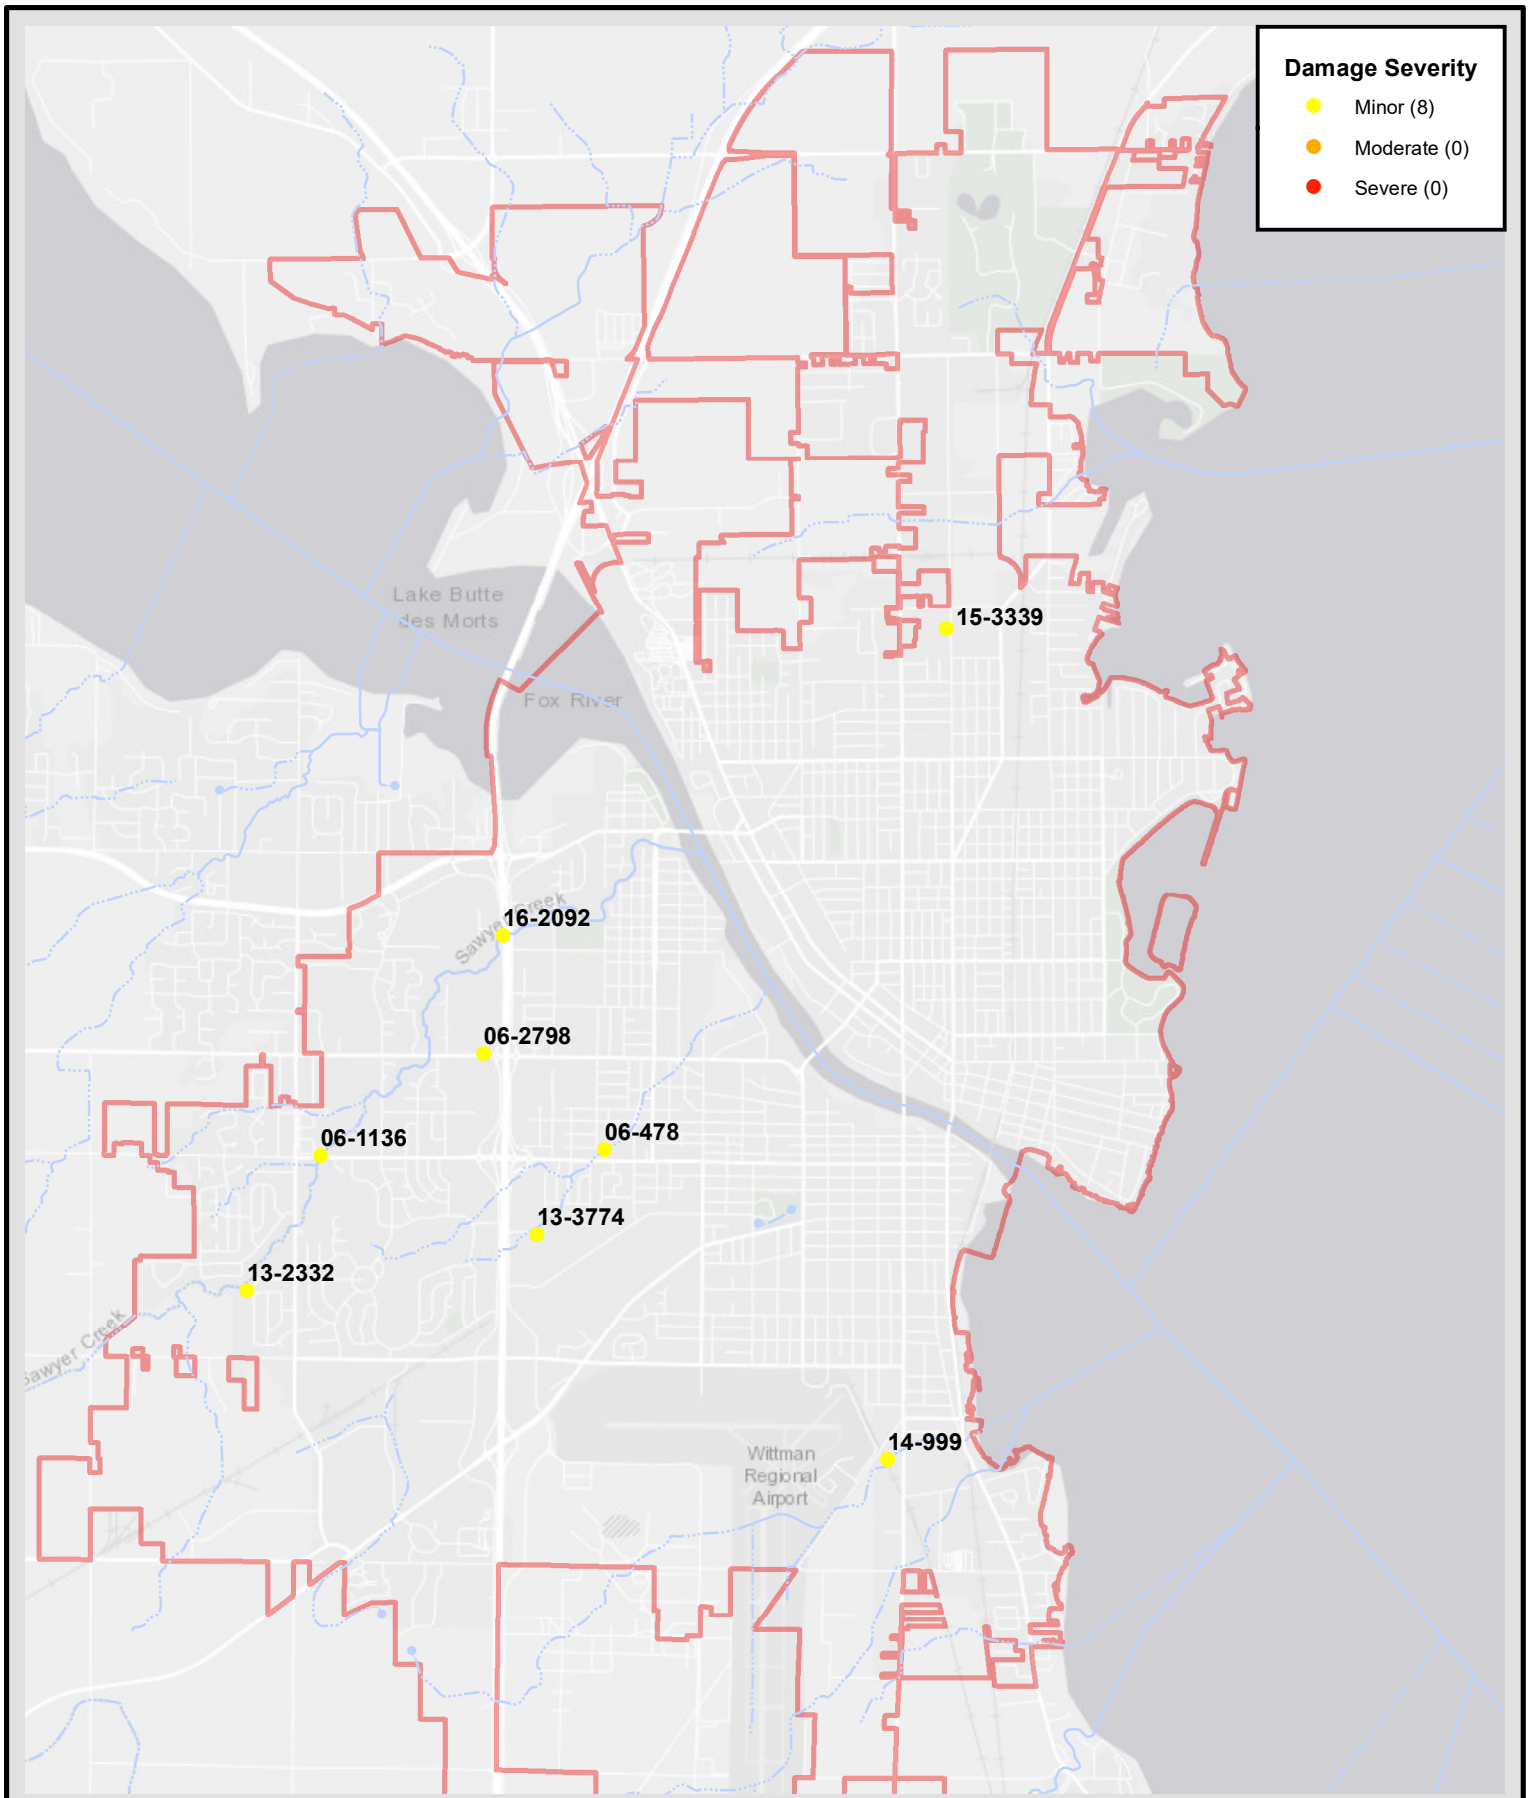 Damage Severity
Minor (8)
Moderate (0)
Severe (0)
Lake Butte
des Morts
15-3339
Fox River
16-2092
Sawyer Creek
06-2798
06-1136
06-478
13-3774
13-2332
Sawyer Creek
14-999
Wittman
Regional
Airport